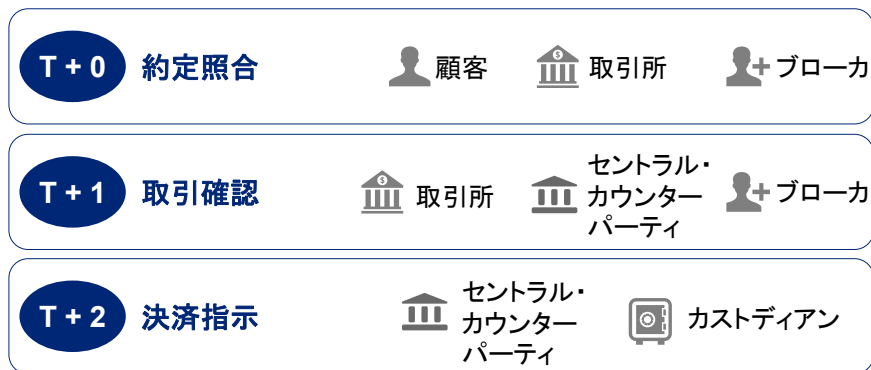 T + 0 約定照合 顧客 取引所 ブローカ
T + 1 取引確認 取引所 セントラル・
カウンター
パーティ ブローカ
T + 2 決済指示 セントラル・
カウンター
パーティ カストディアン